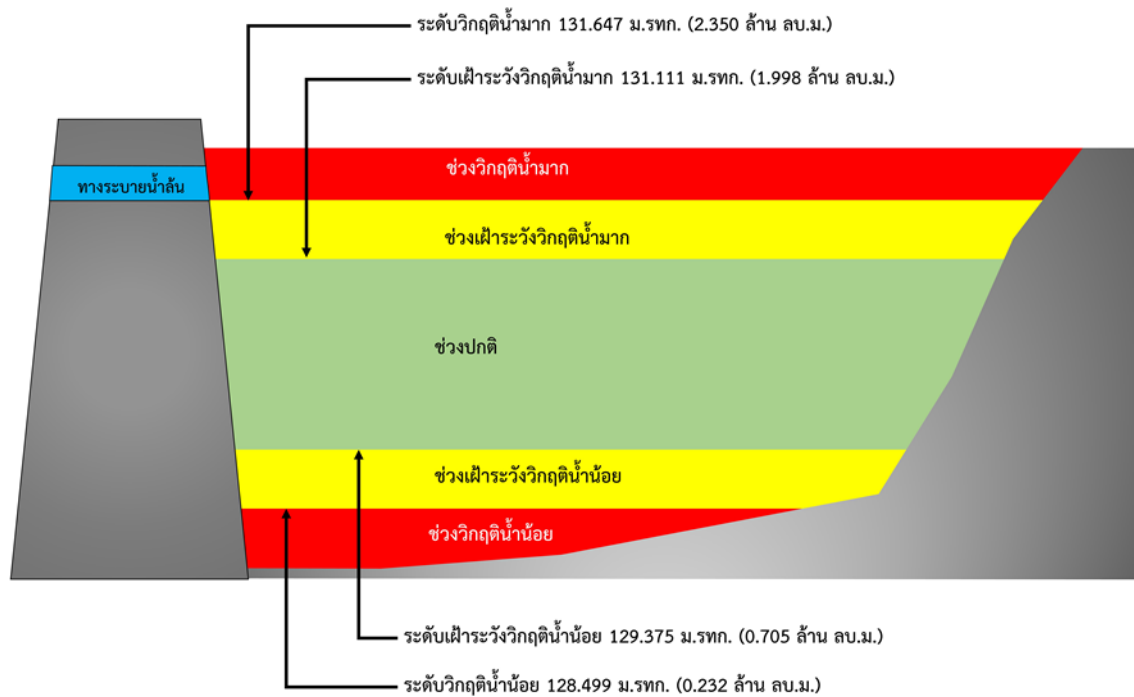 ระดับวิกฤติน้ำมาก 131.647 ม.รทก. (2.350 ล้าน ลบ.ม.)
ระดับเฝ้าระวังวิกฤติน้ำมาก 131.111 ม.รทก. (1.998 ล้าน ลบ.ม.)
ช่วงวิกฤติน้ำมาก
ทางระบายน้ำล้น
ช่วงเฝ้าระวังวิกฤติน้ำมาก
ช่วงปกติ
ช่วงเฝ้าระวังวิกฤติน้ำน้อย
ช่วงวิกฤติน้ำน้อย
ระดับเฝ้าระวังวิกฤติน้ำน้อย 129.375 ม.รทก. (0.705 ล้าน ลบ.ม.)
ระดับวิกฤติน้ำน้อย 128.499 ม.รทก. (0.232 ล้าน ลบ.ม.)